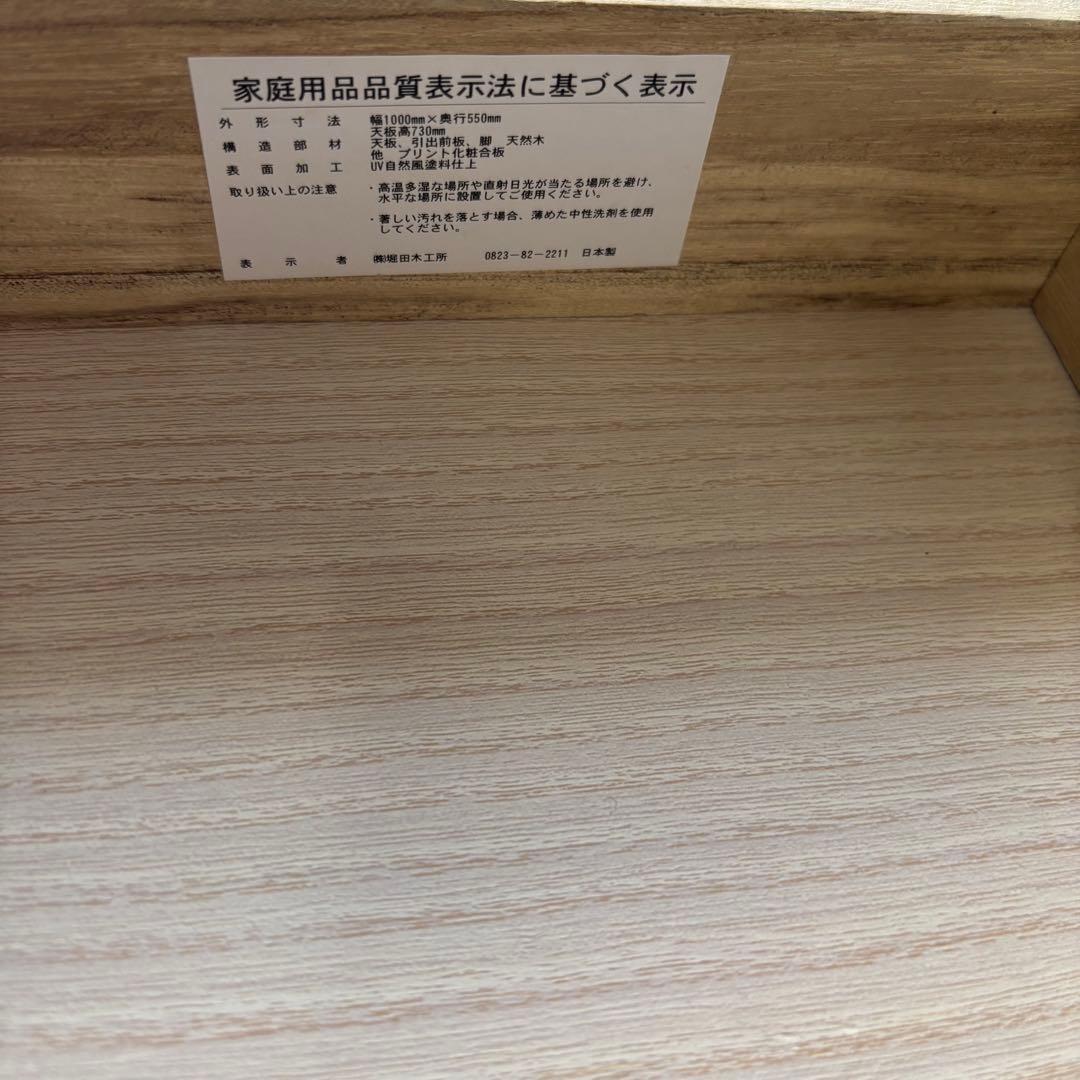 家庭用品品質表示法に基づく表示
外形寸法 幅1000mm×奥行550mm
天板高730mm
構造部材 天板、引出前板、脚 天然木
他 プリント化粧合板
表面加工 UV自然風塗料仕上
取り扱い上の注意 ・高温多湿な場所や直射日光が当たる場所を避け、
水平な場所に設置してご使用ください。
・著しい汚れを落とす場合、薄めた中性洗剤を使用
してください。
表示者 ㈱堀田木工所 0823-82-2211 日本製